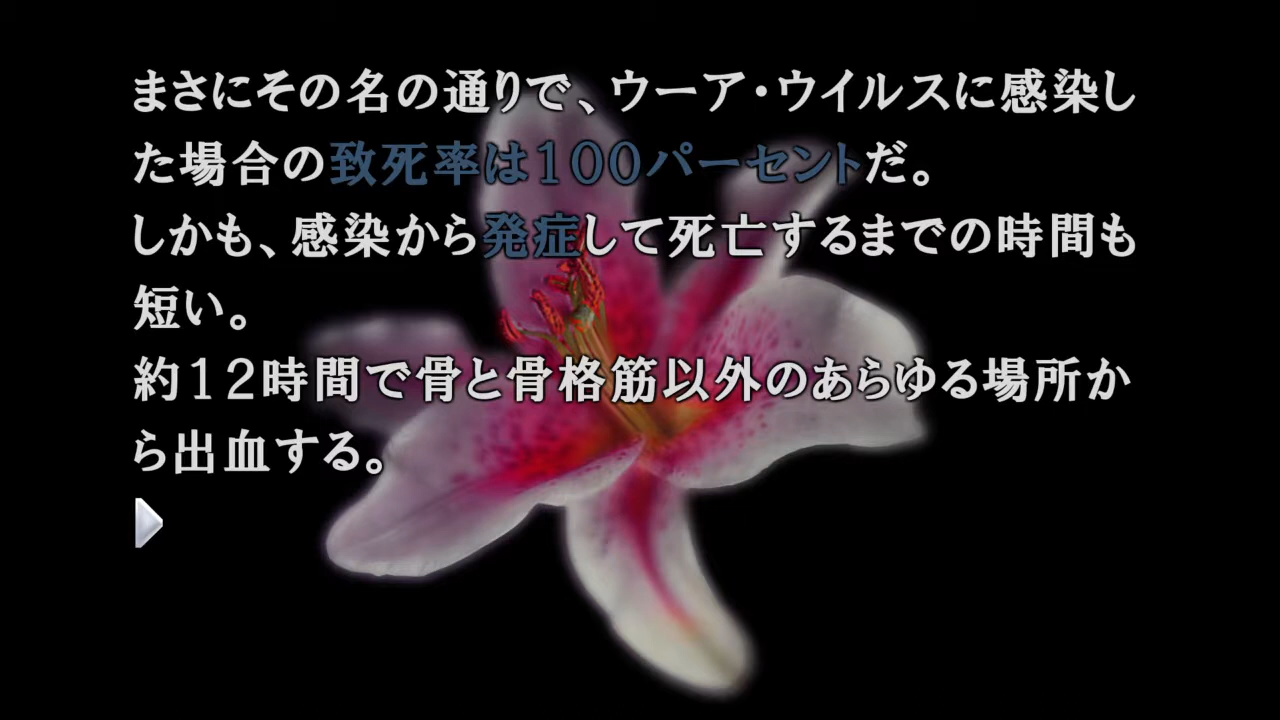 まさにその名の通りで、ウーア・ウイルスに感染し
た場合の致死率は100パーセントだ。
しかも、感染から発症して死亡するまでの時間も
短い。
約12時間で骨と骨格筋以外のあらゆる場所か
ら出血する。